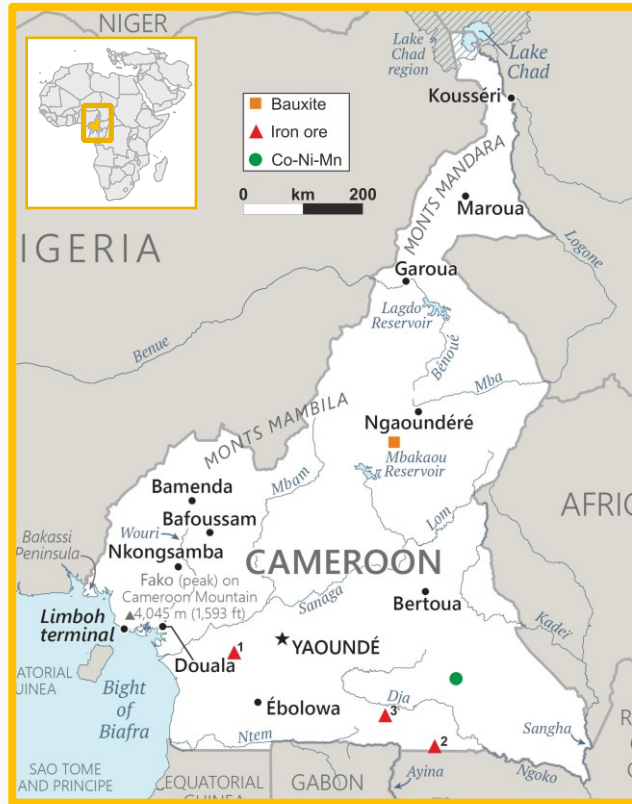 NIGER
Lake
Chad
region
Lake
Chad
Kousséri
Bauxite
Iron ore
Co-Ni-Mn
0 km 200
MONTS MANDARA
Maroua
IGERIA
Logone
Garoua
Lagdo
Reservoir
Benue
Bénoué
Mba
Ngaoundéré
MONTS MAMBILA
Mbakaou
Reservoir
Mbam
Bamenda
Lom
AFRIC
Bafoussam
Bakassi
Peninsula
Wouri
Nkongsamba
CAMEROON
Fako (peak) on
Cameroon Mountain
4,045 m (1,593 ft)
Sanaga
Bertoua
Kadeï
Limboh
terminal
Douala
1
YAOUNDÉ
ATORIAL
UINEA
Bight
of
Biafra
Ébolowa
Dja
3
Sangha
Ntem
2
SAO TOME
AND PRINCIPE
EQUATORIAL
GUINEA
GABON
Ayina
Ngoko